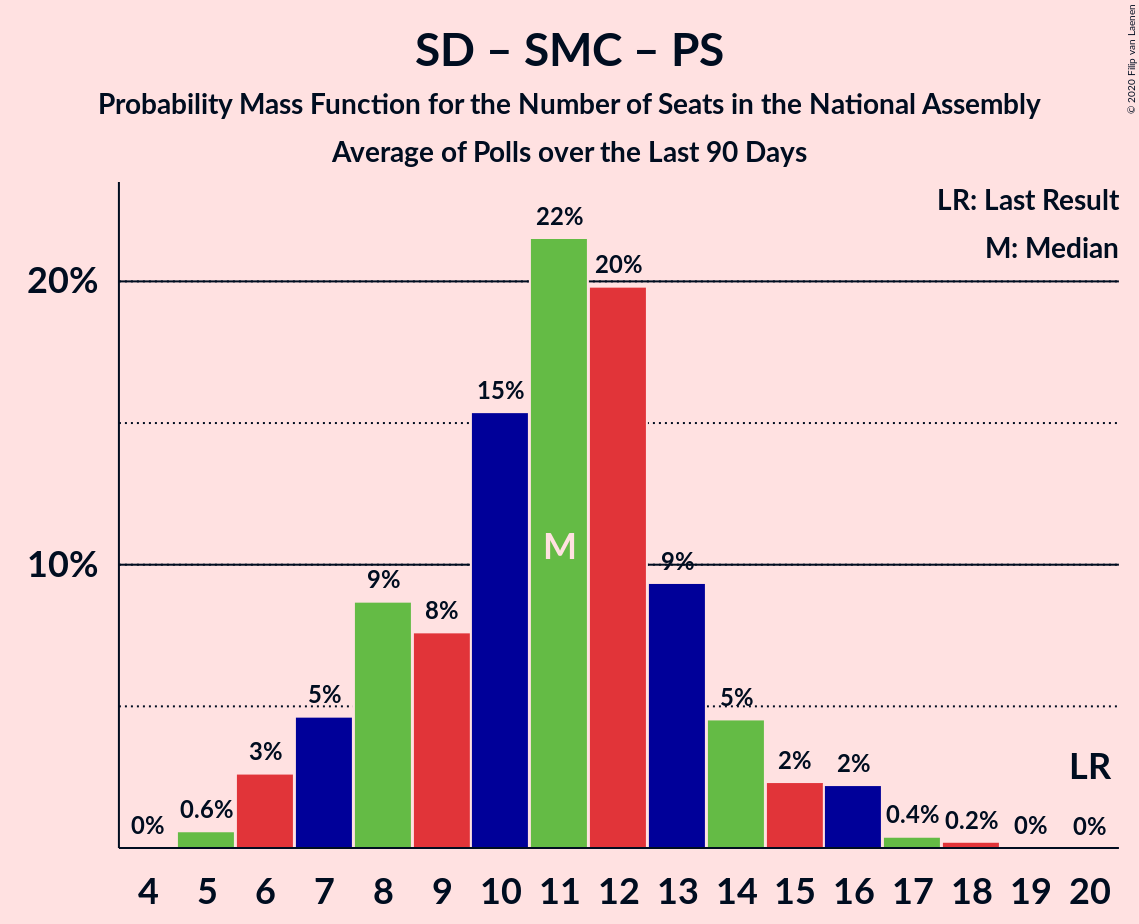 SD – SMC – PS
Probability Mass Function for the Number of Seats in the National Assembly
Average of Polls over the Last 90 Days
© 2020 Filip van Laenen
LR: Last Result
M: Median
20%
10%
0% 0.6% 3% 5% 9% 8% 15% 22% 20% 9% 5% 2% 2% 0.4% 0.2% 0% 0%
M
LR
4 5 6 7 8 9 10 11 12 13 14 15 16 17 18 19 20